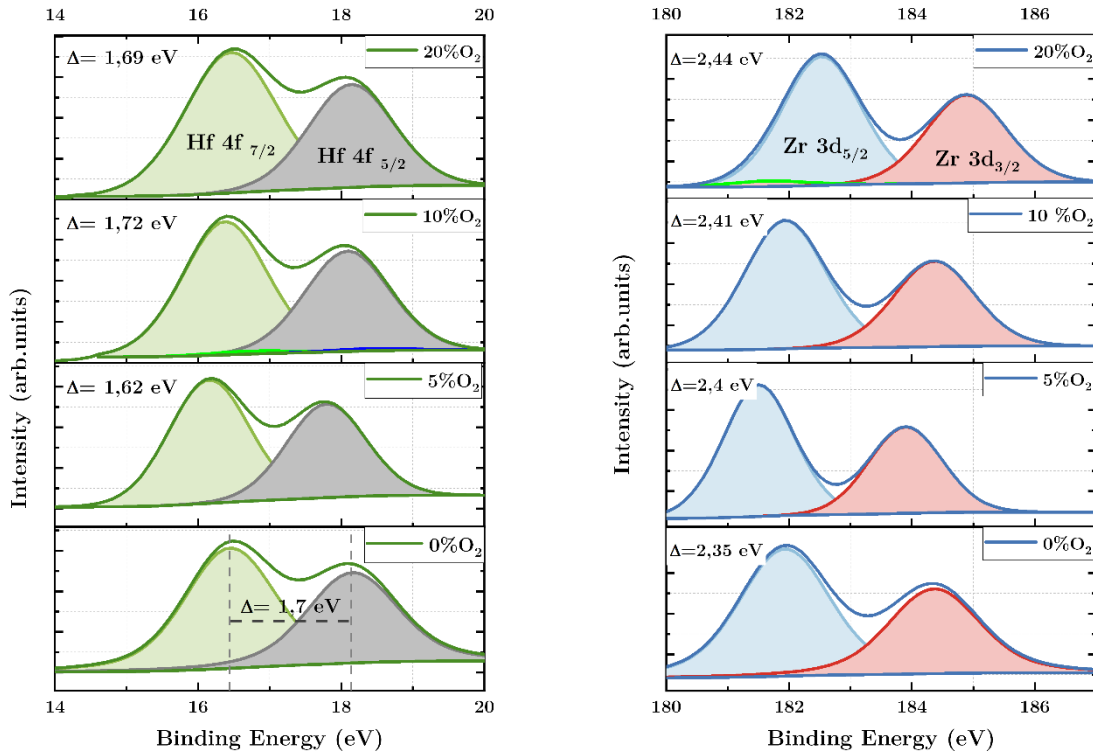 14 16 18 20
Δ= 1,69 eV
20%O₂
Hf 4f 7/2
Hf 4f 5/2
Δ= 1,72 eV
10%O₂
Δ= 1,62 eV
5%O₂
0%O₂
Δ= 1.7 eV
14 16 18 20
Intensity (arb.units)
Binding Energy (eV)
180 182 184 186
Δ=2,44 eV
20%O₂
Zr 3d5/2
Zr 3d3/2
Δ=2,41 eV
10 %O₂
Δ=2,4 eV
5%O₂
Δ=2,35 eV
0%O₂
180 182 184 186
Intensity (arb.units)
Binding Energy (eV)